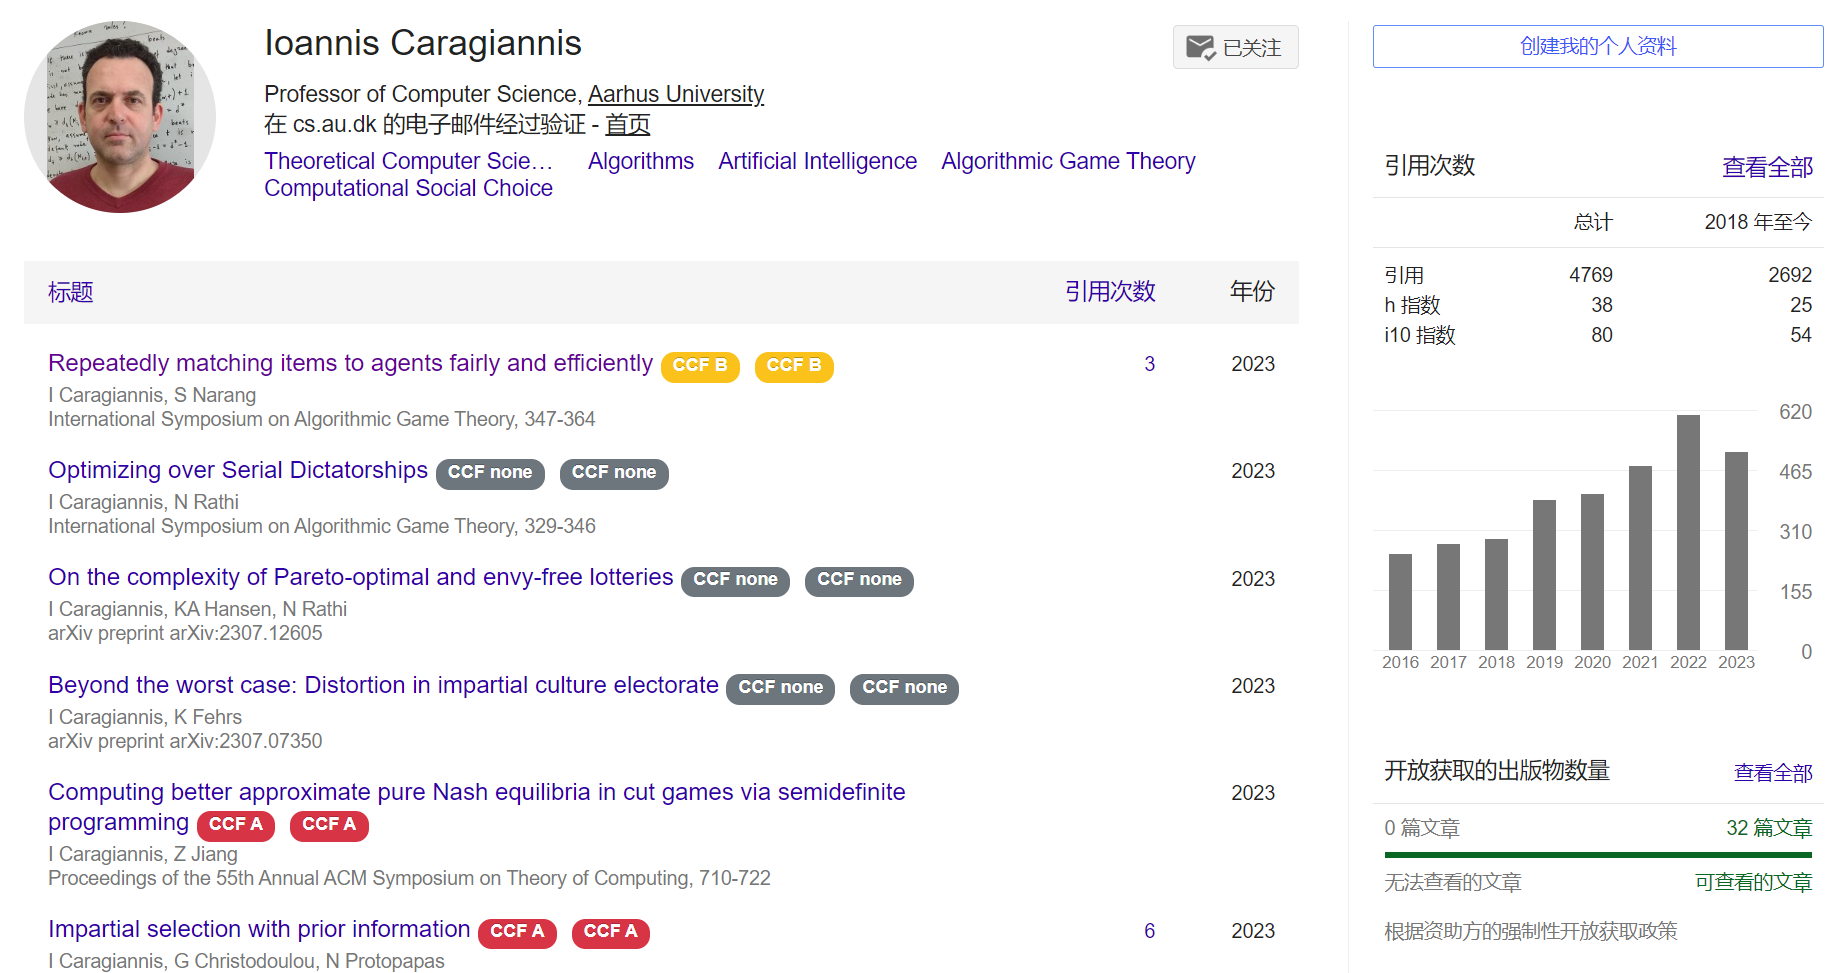 Ioannis Caragiannis
已关注
Professor of Computer Science, Aarhus University
在 cs.au.dk 的电子邮件经过验证 - 首页
Theoretical Computer Scie… Algorithms Artificial Intelligence Algorithmic Game Theory
Computational Social Choice
标题 引用次数 年份
Repeatedly matching items to agents fairly and efficiently CCF B CCF B 3 2023
I Caragiannis, S Narang
International Symposium on Algorithmic Game Theory, 347-364
Optimizing over Serial Dictatorships CCF none CCF none 2023
I Caragiannis, N Rathi
International Symposium on Algorithmic Game Theory, 329-346
On the complexity of Pareto-optimal and envy-free lotteries CCF none CCF none 2023
I Caragiannis, KA Hansen, N Rathi
arXiv preprint arXiv:2307.12605
Beyond the worst case: Distortion in impartial culture electorate CCF none CCF none 2023
I Caragiannis, K Fehrs
arXiv preprint arXiv:2307.07350
Computing better approximate pure Nash equilibria in cut games via semidefinite 2023
programming CCF A CCF A
I Caragiannis, Z Jiang
Proceedings of the 55th Annual ACM Symposium on Theory of Computing, 710-722
Impartial selection with prior information CCF A CCF A 6 2023
I Caragiannis, G Christodoulou, N Protopapas
创建我的个人资料
引用次数 查看全部
总计 2018 年至今
引用 4769 2692
h 指数 38 25
i10 指数 80 54
620
465
310
155
0
2016 2017 2018 2019 2020 2021 2022 2023
开放获取的出版物数量 查看全部
0 篇文章 32 篇文章
无法查看的文章 可查看的文章
根据资助方的强制性开放获取政策